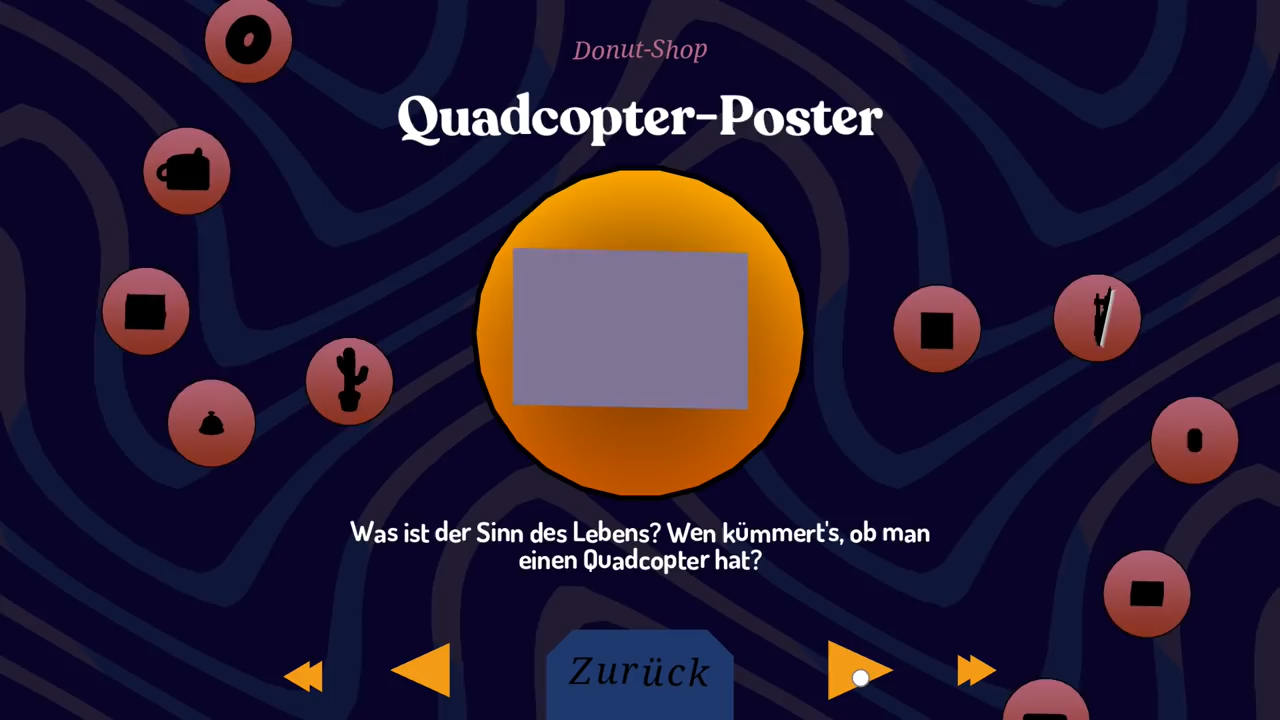 Donut-Shop
Quadcopter-Poster
Was ist der Sinn des Lebens? Wen kümmert's, ob man
einen Quadcopter hat?
Zurück